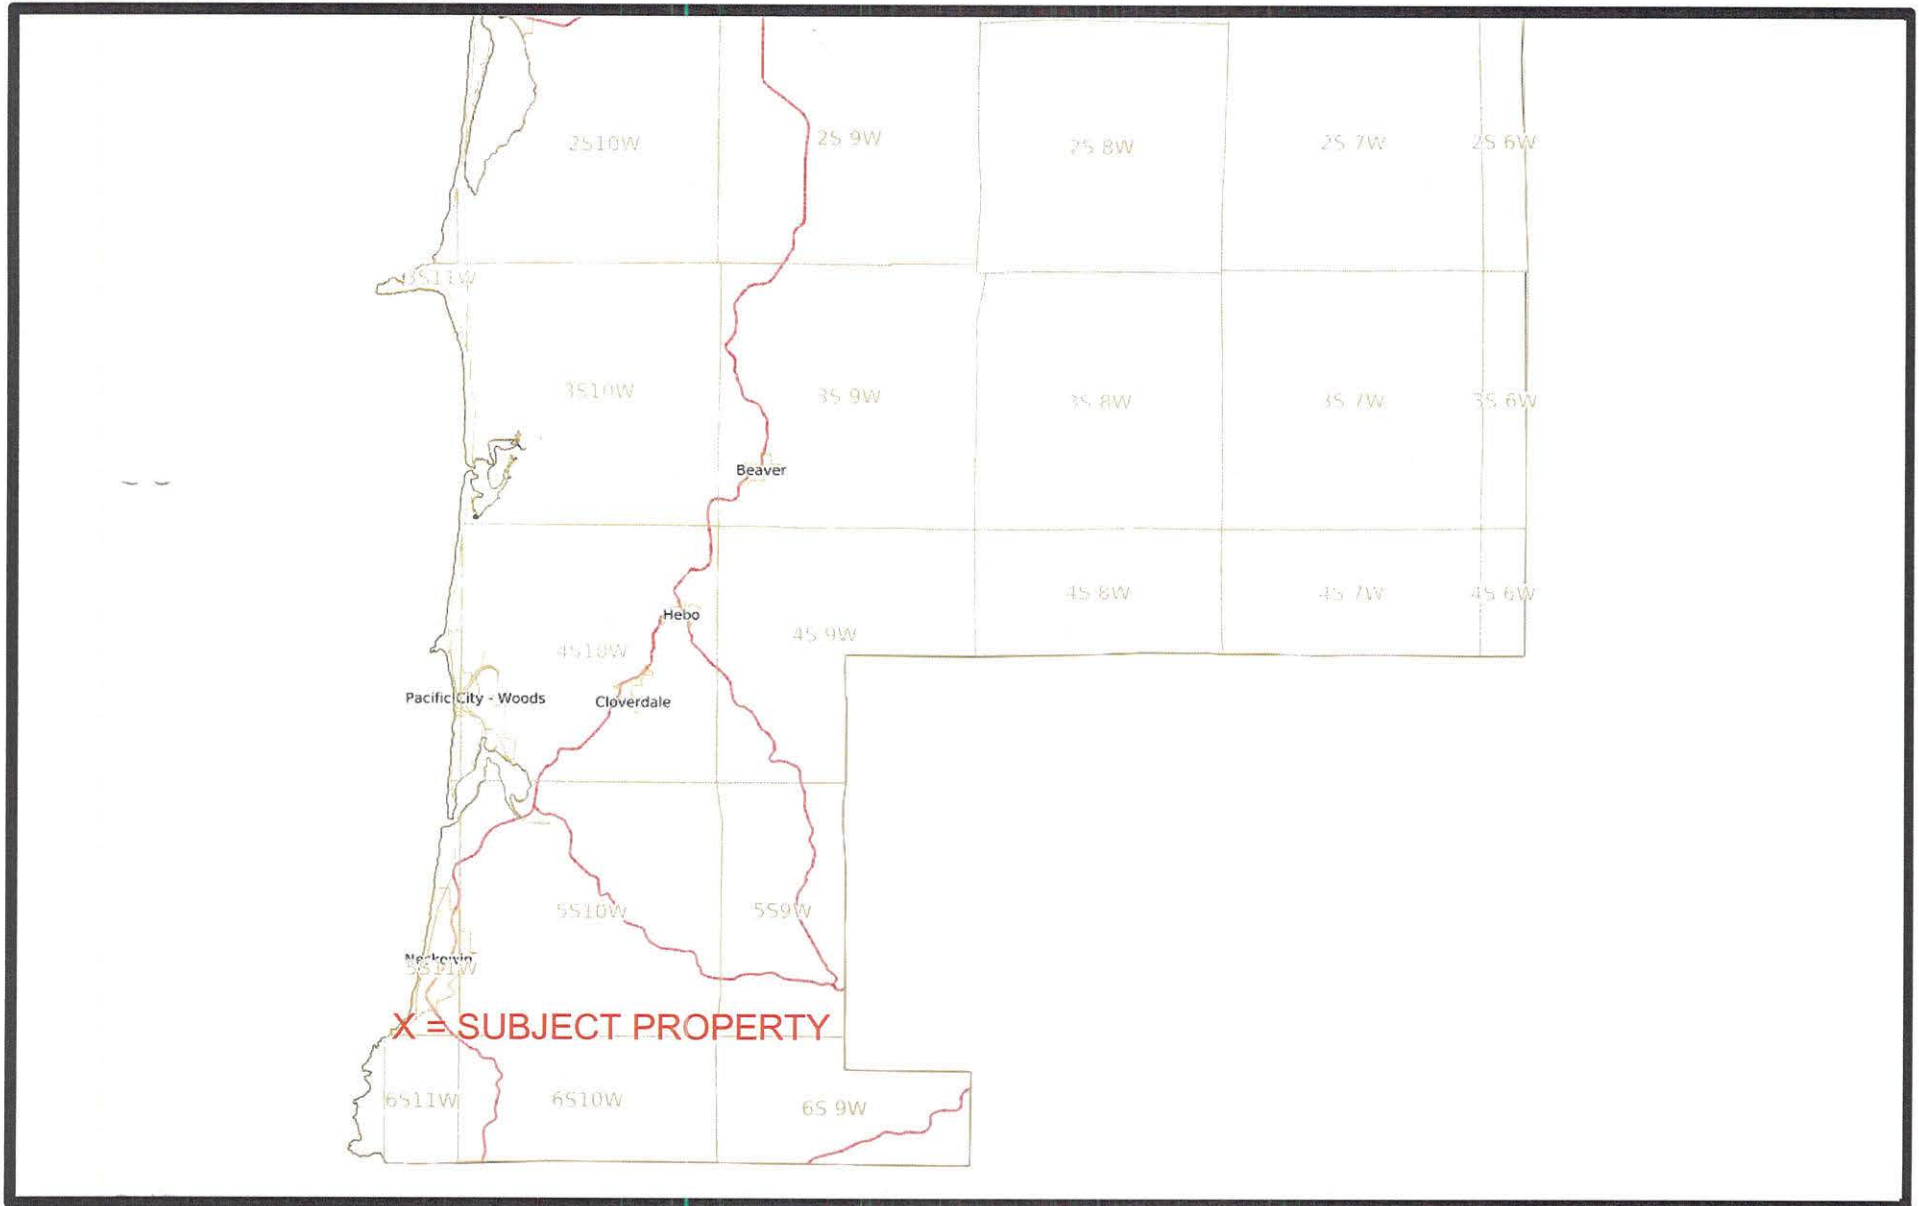 2S10W
2S 9W
2S 8W
2S 7W
2S 6W
3S11W
3S10W
3S 9W
3S 8W
3S 7W
3S 6W
Beaver
4S 8W
4S 7W
4S 6W
Hebo
4S 9W
4S10W
Pacific City - Woods
Cloverdale
5S10W
5S9W
Neskowin
5S11W
X = SUBJECT PROPERTY
6S11W
6S10W
6S 9W